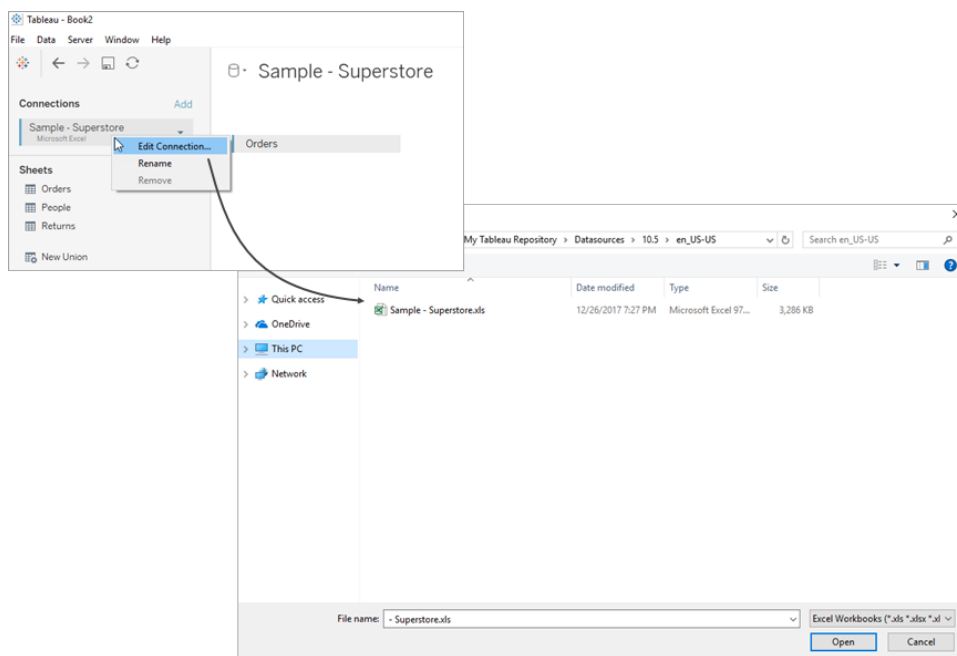 Tableau - Book2
File Data Server Window Help
Sample - Superstore
Connections Add
Sample - Superstore
Microsoft Excel
Edit Connection...
Rename
Remove
Orders
Sheets
Orders
People
Returns
New Union
My Tableau Repository > Datasources > 10.5 > en_US-US
Search en_US-US
Name Date modified Type Size
Sample - Superstore.xls 12/26/2017 7:27 PM Microsoft Excel 97... 3,286 KB
Quick access
OneDrive
This PC
Network
File name: - Superstore.xls
Excel Workbooks (*.xls *.xlsx *.xl
Open Cancel